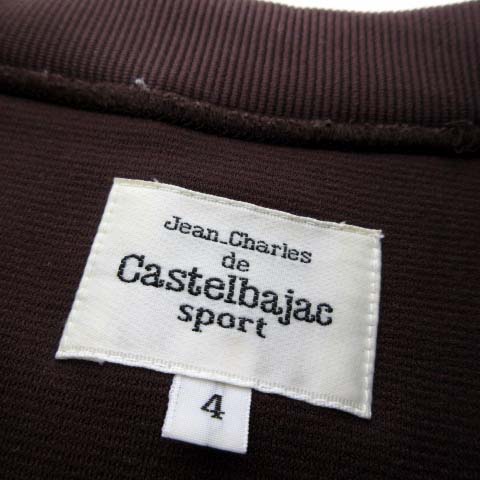 Jean_Charles
de
Castelbajac
sport
4